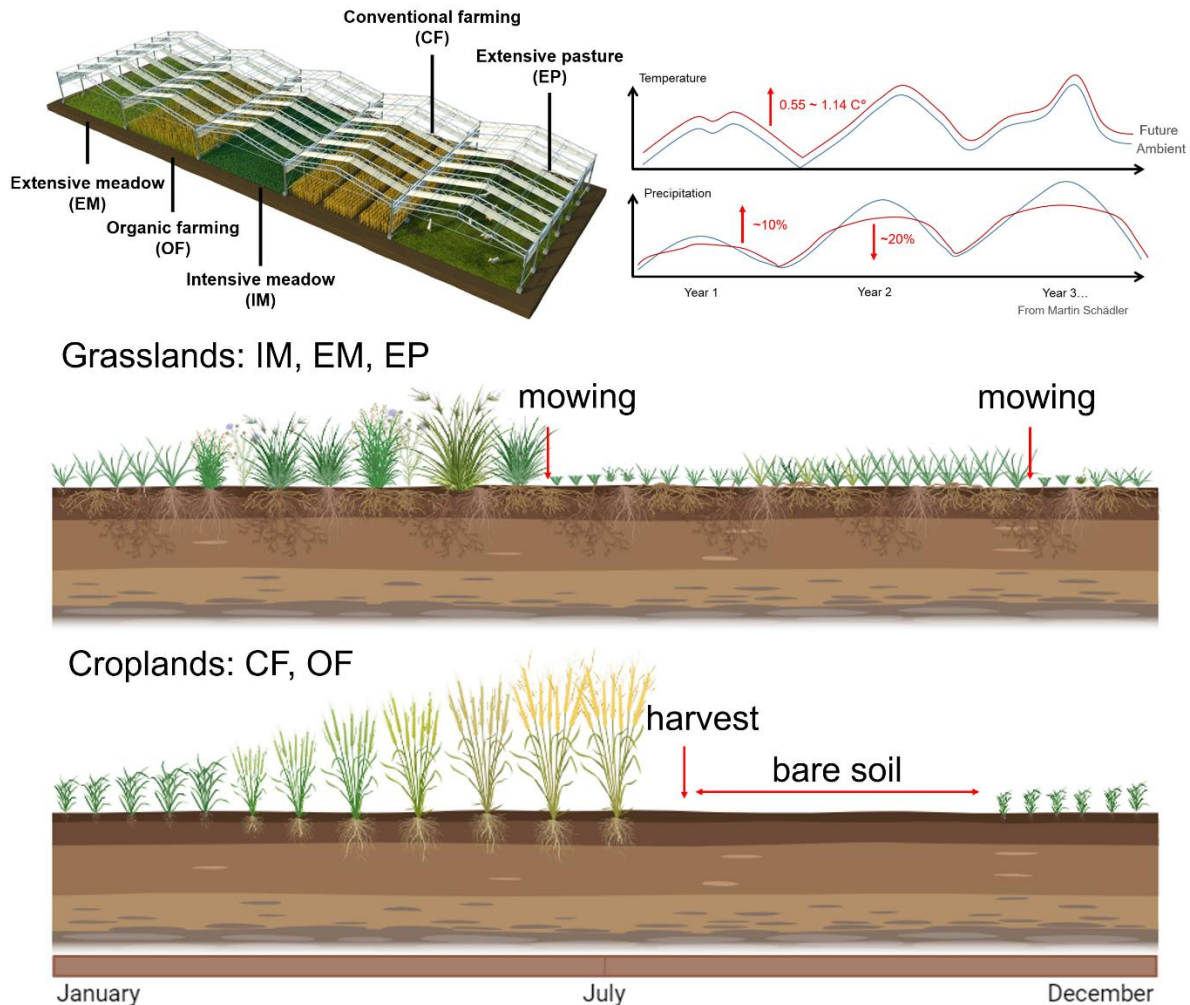 Conventional farming
(CF)
Extensive pasture
(EP)
Extensive meadow
(EM)
Organic farming
(OF)
Intensive meadow
(IM)
Temperature
0.55 ~ 1.14 C°
Future
Ambient
Precipitation
~10%
~20%
Year 1
Year 2
Year 3...
From Martin Schädler
Grasslands: IM, EM, EP
mowing
mowing
Croplands: CF, OF
harvest
bare soil
January
July
December